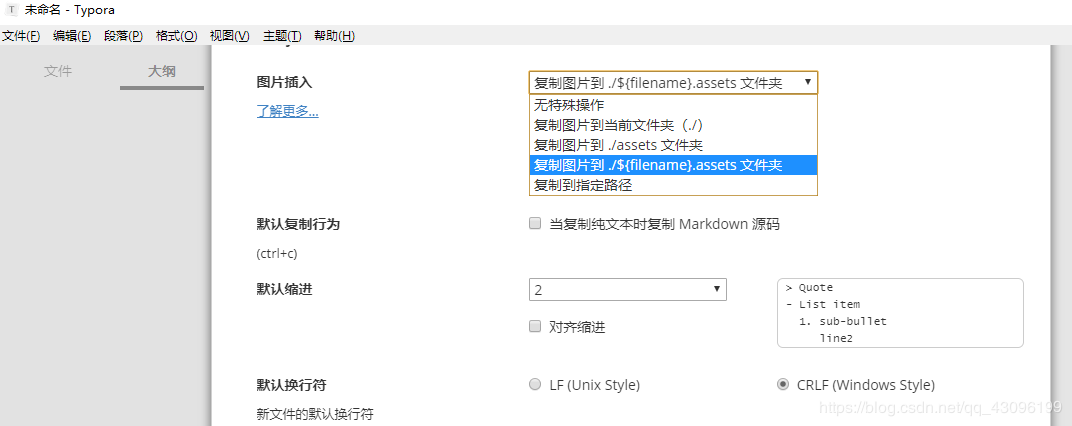 未命名 - Typora
文件(F) 编辑(E) 段落(P) 格式(O) 视图(V) 主题(T) 帮助(H)
文件 大纲
图片插入 复制图片到 ./${filename}.assets 文件夹
了解更多...
无特殊操作
复制图片到当前文件夹（./）
复制图片到 ./assets 文件夹
复制图片到 ./${filename}.assets 文件夹
复制到指定路径
默认复制行为 当复制纯文本时复制 Markdown 源码
(ctrl+c)
默认缩进 2
对齐缩进
> Quote
- List item
1. sub-bullet
line2
默认换行符 LF (Unix Style) CRLF (Windows Style)
新文件的默认换行符
https://blog.csdn.net/qq_43096199